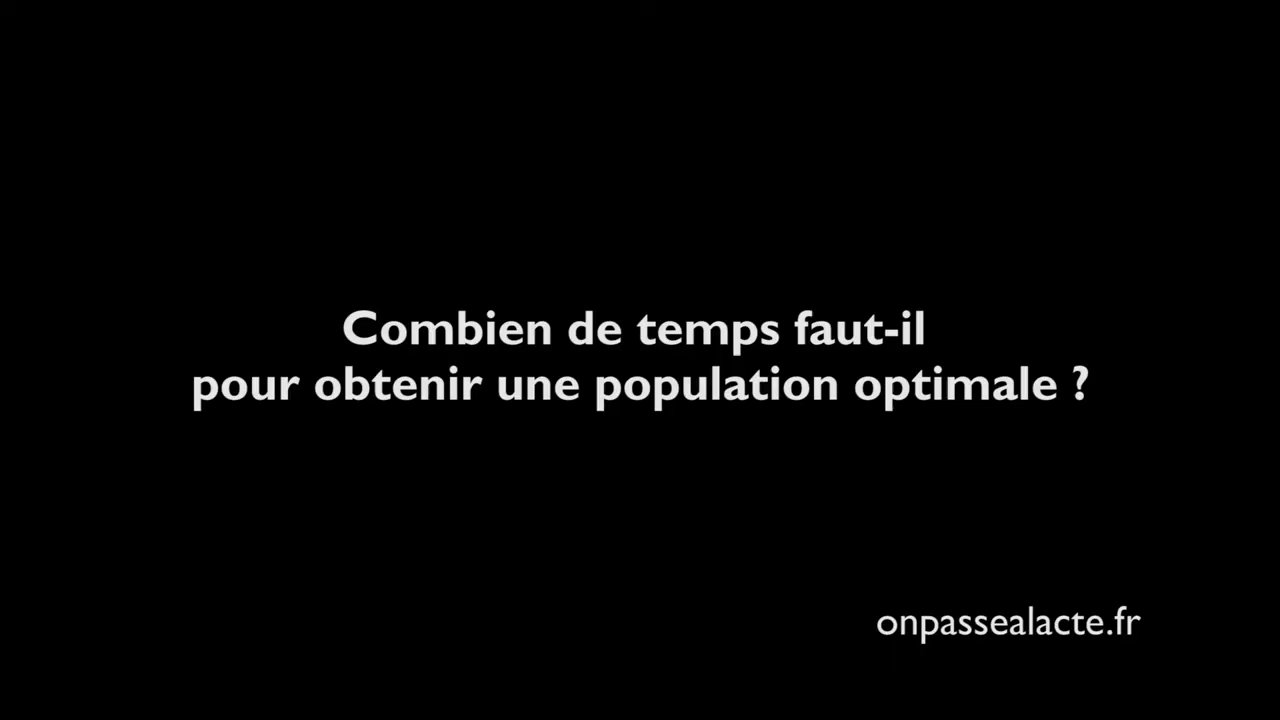 Combien de temps faut-il
pour obtenir une population optimale ?
onpassealacte.fr